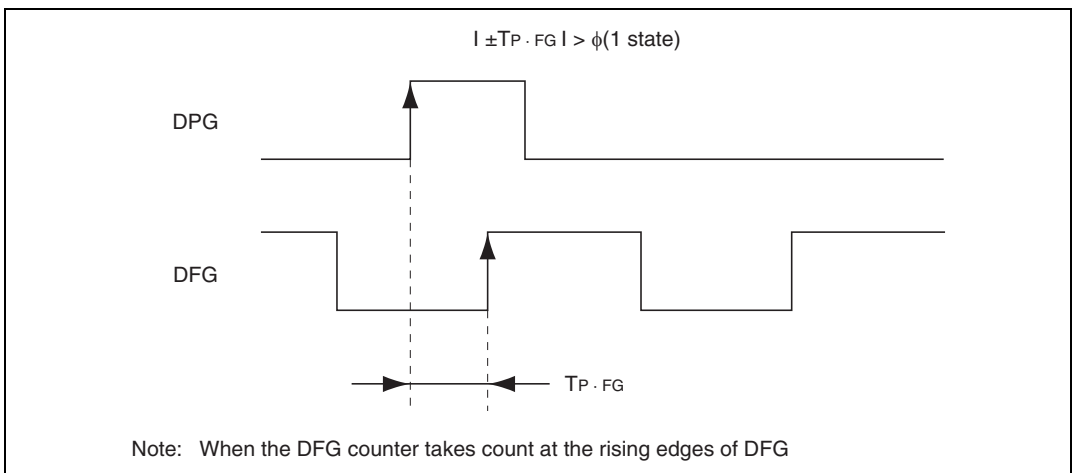 I ±TP · FG I > ϕ(1 state)
DPG
DFG
TP · FG
Note: When the DFG counter takes count at the rising edges of DFG